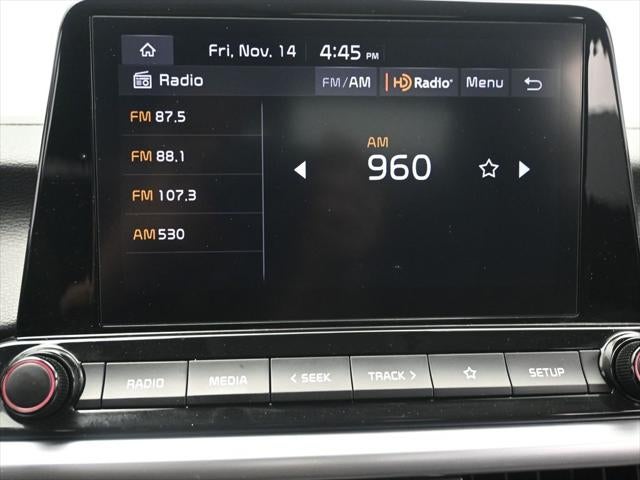 Fri, Nov. 14 4:45 PM
Radio FM/AM HD Radio® Menu
FM 87.5
FM 88.1
FM 107.3
AM 530
AM
960
RADIO MEDIA < SEEK TRACK > SETUP